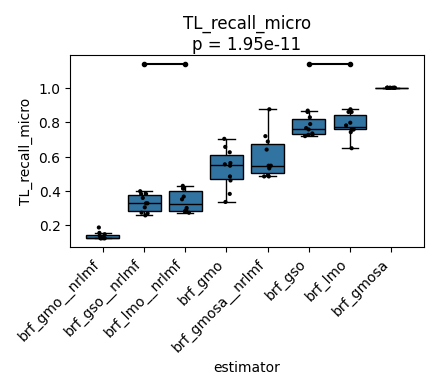 TL_recall_micro
p = 1.95e-11
TL_recall_micro
1.0
0.8
0.6
0.4
0.2
brf_gmo__nrlmf
brf_gso__nrlmf
brf_lmo__nrlmf
brf_gmo
brf_gmosa__nrlmf
brf_gso
brf_lmo
brf_gmosa
estimator